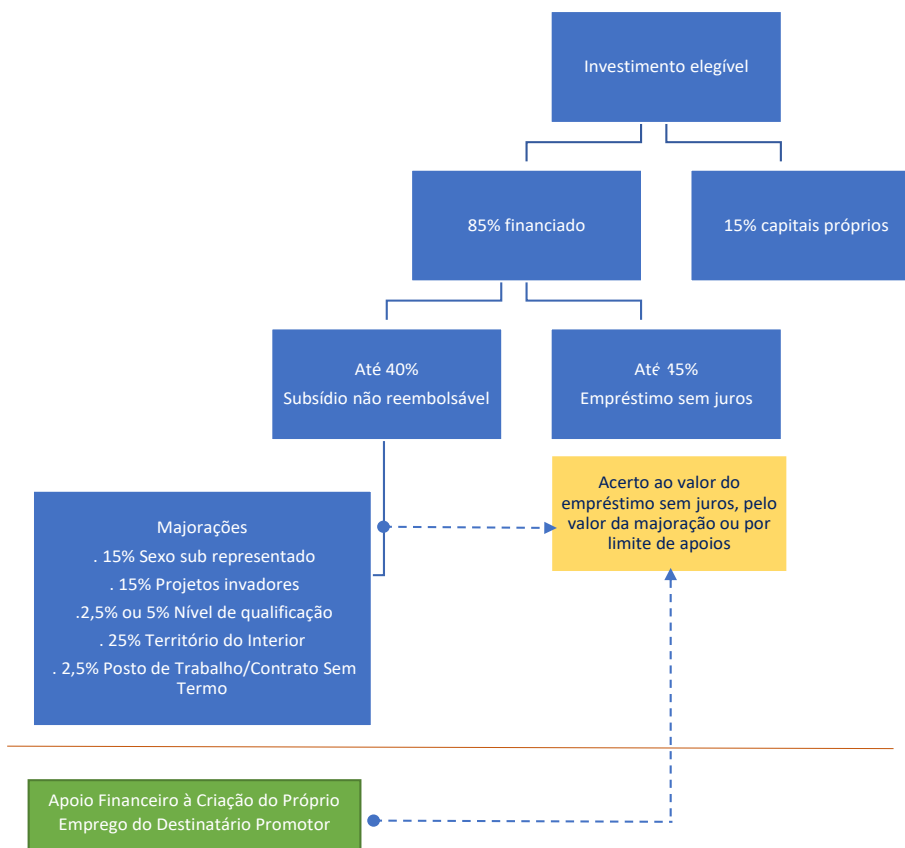 Investimento elegível
85% financiado
15% capitais próprios
Até 40%
Subsídio não reembolsável
Até 45%
Empréstimo sem juros
Acerto ao valor do
empréstimo sem juros, pelo
valor da majoração ou por
limite de apoios
Majorações
. 15% Sexo sub representado
. 15% Projetos invadores
.2,5% ou 5% Nível de qualificação
. 25% Território do Interior
. 2,5% Posto de Trabalho/Contrato Sem
Termo
Apoio Financeiro à Criação do Próprio
Emprego do Destinatário Promotor